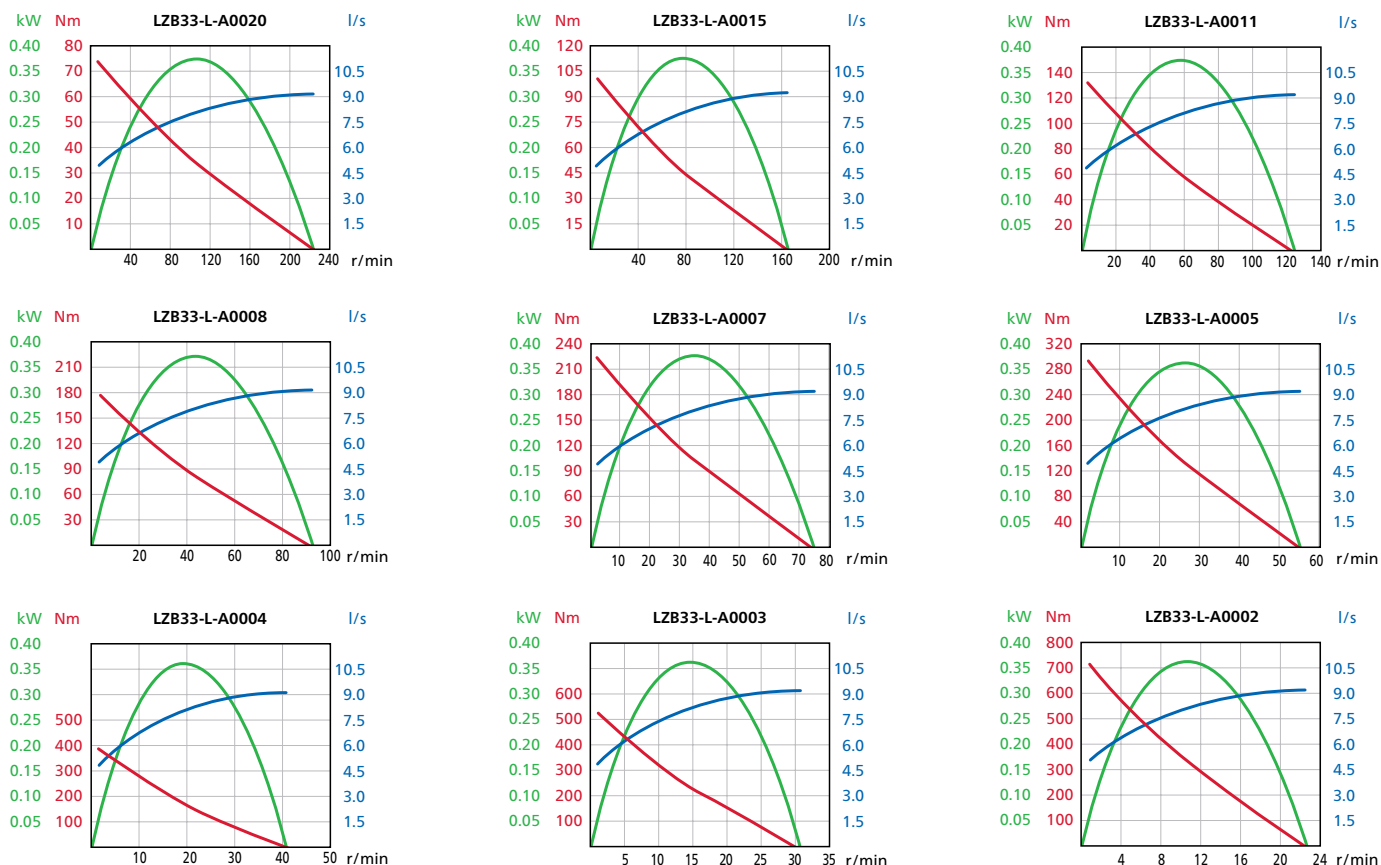 kW Nm LZB33-L-A0020 l/s
0.40 80
0.35 70 10.5
0.30 60 9.0
0.25 50 7.5
0.20 40 6.0
0.15 30 4.5
0.10 20 3.0
0.05 10 1.5
40 80 120 160 200 240 r/min
kW Nm LZB33-L-A0015 l/s
0.40 120
0.35 105 10.5
0.30 90 9.0
0.25 75 7.5
0.20 60 6.0
0.15 45 4.5
0.10 30 3.0
0.05 15 1.5
40 80 120 160 200 r/min
kW Nm LZB33-L-A0011 l/s
0.40
0.35 140 10.5
0.30 120 9.0
0.25 100 7.5
0.20 80 6.0
0.15 60 4.5
0.10 40 3.0
0.05 20 1.5
20 40 60 80 100 120 140 r/min
kW Nm LZB33-L-A0008 l/s
0.40
0.35 210 10.5
0.30 180 9.0
0.25 150 7.5
0.20 120 6.0
0.15 90 4.5
0.10 60 3.0
0.05 30 1.5
20 40 60 80 100 r/min
kW Nm LZB33-L-A0007 l/s
0.40 240
0.35 210 10.5
0.30 180 9.0
0.25 150 7.5
0.20 120 6.0
0.15 90 4.5
0.10 60 3.0
0.05 30 1.5
10 20 30 40 50 60 70 80 r/min
kW Nm LZB33-L-A0005 l/s
0.40 320
0.35 280 10.5
0.30 240 9.0
0.25 200 7.5
0.20 160 6.0
0.15 120 4.5
0.10 80 3.0
0.05 40 1.5
10 20 30 40 50 60 r/min
kW Nm LZB33-L-A0004 l/s
0.40
0.35 10.5
0.30 9.0
0.25 500 7.5
0.20 400 6.0
0.15 300 4.5
0.10 200 3.0
0.05 100 1.5
10 20 30 40 50 r/min
kW Nm LZB33-L-A0003 l/s
0.40
0.35 10.5
0.30 600 9.0
0.25 500 7.5
0.20 400 6.0
0.15 300 4.5
0.10 200 3.0
0.05 100 1.5
5 10 15 20 25 30 35 r/min
kW Nm LZB33-L-A0002 l/s
0.40 800
0.35 700 10.5
0.30 600 9.0
0.25 500 7.5
0.20 400 6.0
0.15 300 4.5
0.10 200 3.0
0.05 100 1.5
4 8 12 16 20 24 r/min